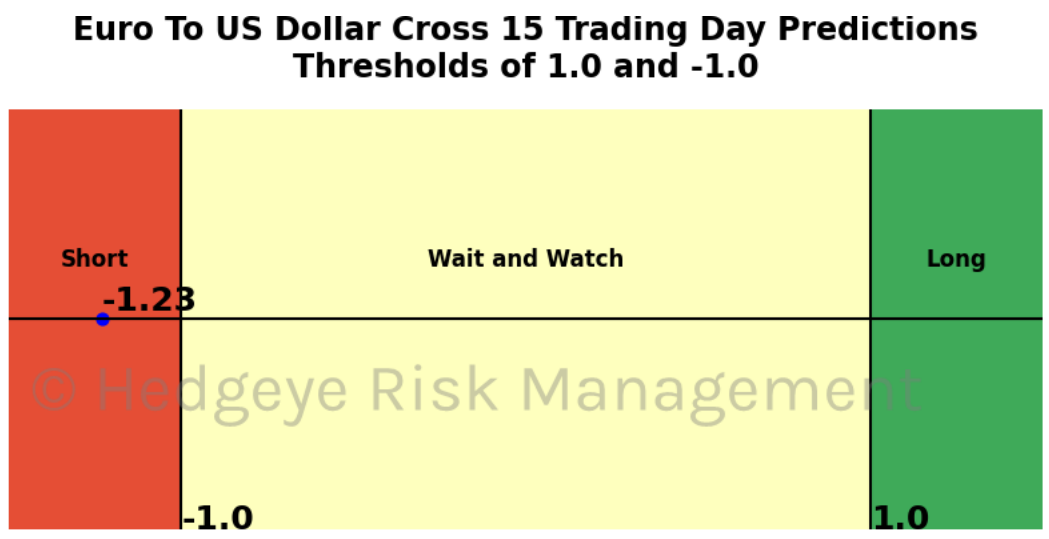 Euro To US Dollar Cross 15 Trading Day Predictions
Thresholds of 1.0 and -1.0
Short
Wait and Watch
Long
-1.23
© Hedgeye Risk Management
-1.0
1.0